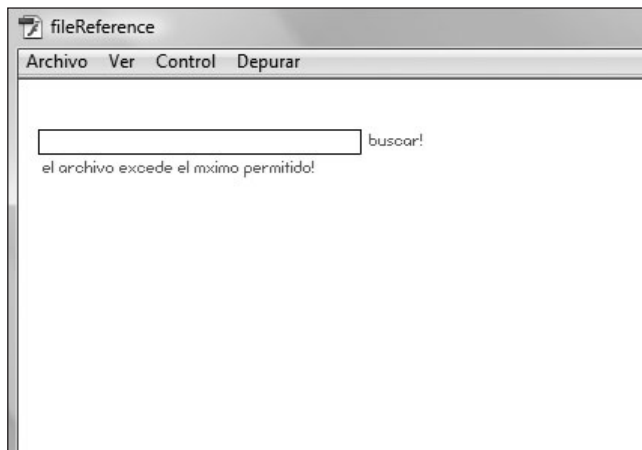 fileReference
Archivo Ver Control Depurar
buscar!
el archivo excede el mximo permitido!